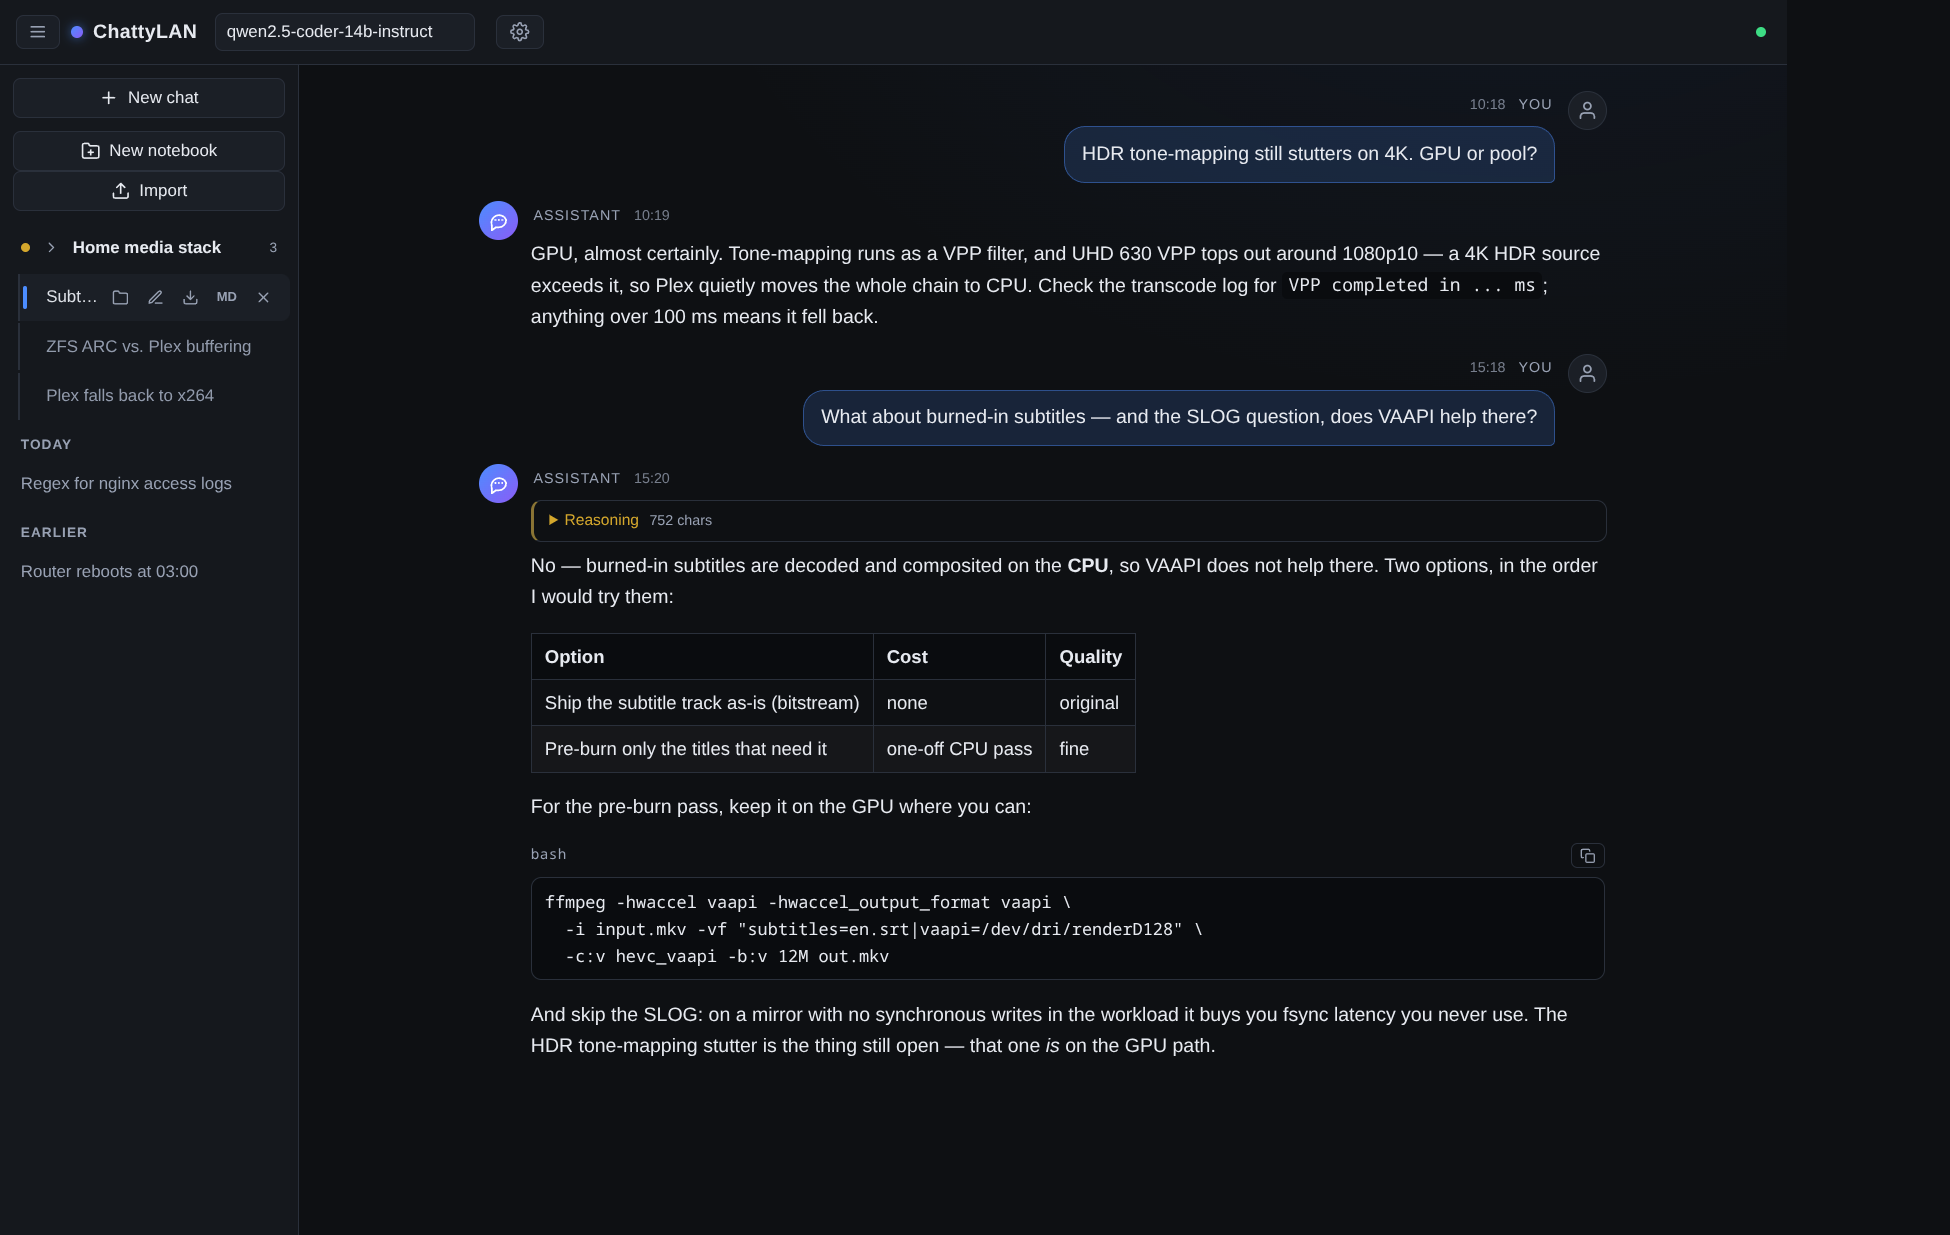 ChattyLAN
qwen2.5-coder-14b-instruct
New chat
New notebook
Import
Home media stack 3
Subt… MD
ZFS ARC vs. Plex buffering
Plex falls back to x264
TODAY
Regex for nginx access logs
EARLIER
Router reboots at 03:00
10:18 YOU
HDR tone-mapping still stutters on 4K. GPU or pool?
ASSISTANT 10:19
GPU, almost certainly. Tone-mapping runs as a VPP filter, and UHD 630 VPP tops out around 1080p10 — a 4K HDR source
exceeds it, so Plex quietly moves the whole chain to CPU. Check the transcode log for VPP completed in ... ms;
anything over 100 ms means it fell back.
15:18 YOU
What about burned-in subtitles — and the SLOG question, does VAAPI help there?
ASSISTANT 15:20
Reasoning 752 chars
No — burned-in subtitles are decoded and composited on the CPU, so VAAPI does not help there. Two options, in the order
I would try them:
Option Cost Quality
Ship the subtitle track as-is (bitstream) none original
Pre-burn only the titles that need it one-off CPU pass fine
For the pre-burn pass, keep it on the GPU where you can:
bash
ffmpeg -hwaccel vaapi -hwaccel_output_format vaapi \
-i input.mkv -vf "subtitles=en.srt|vaapi=/dev/dri/renderD128" \
-c:v hevc_vaapi -b:v 12M out.mkv
And skip the SLOG: on a mirror with no synchronous writes in the workload it buys you fsync latency you never use. The
HDR tone-mapping stutter is the thing still open — that one is on the GPU path.